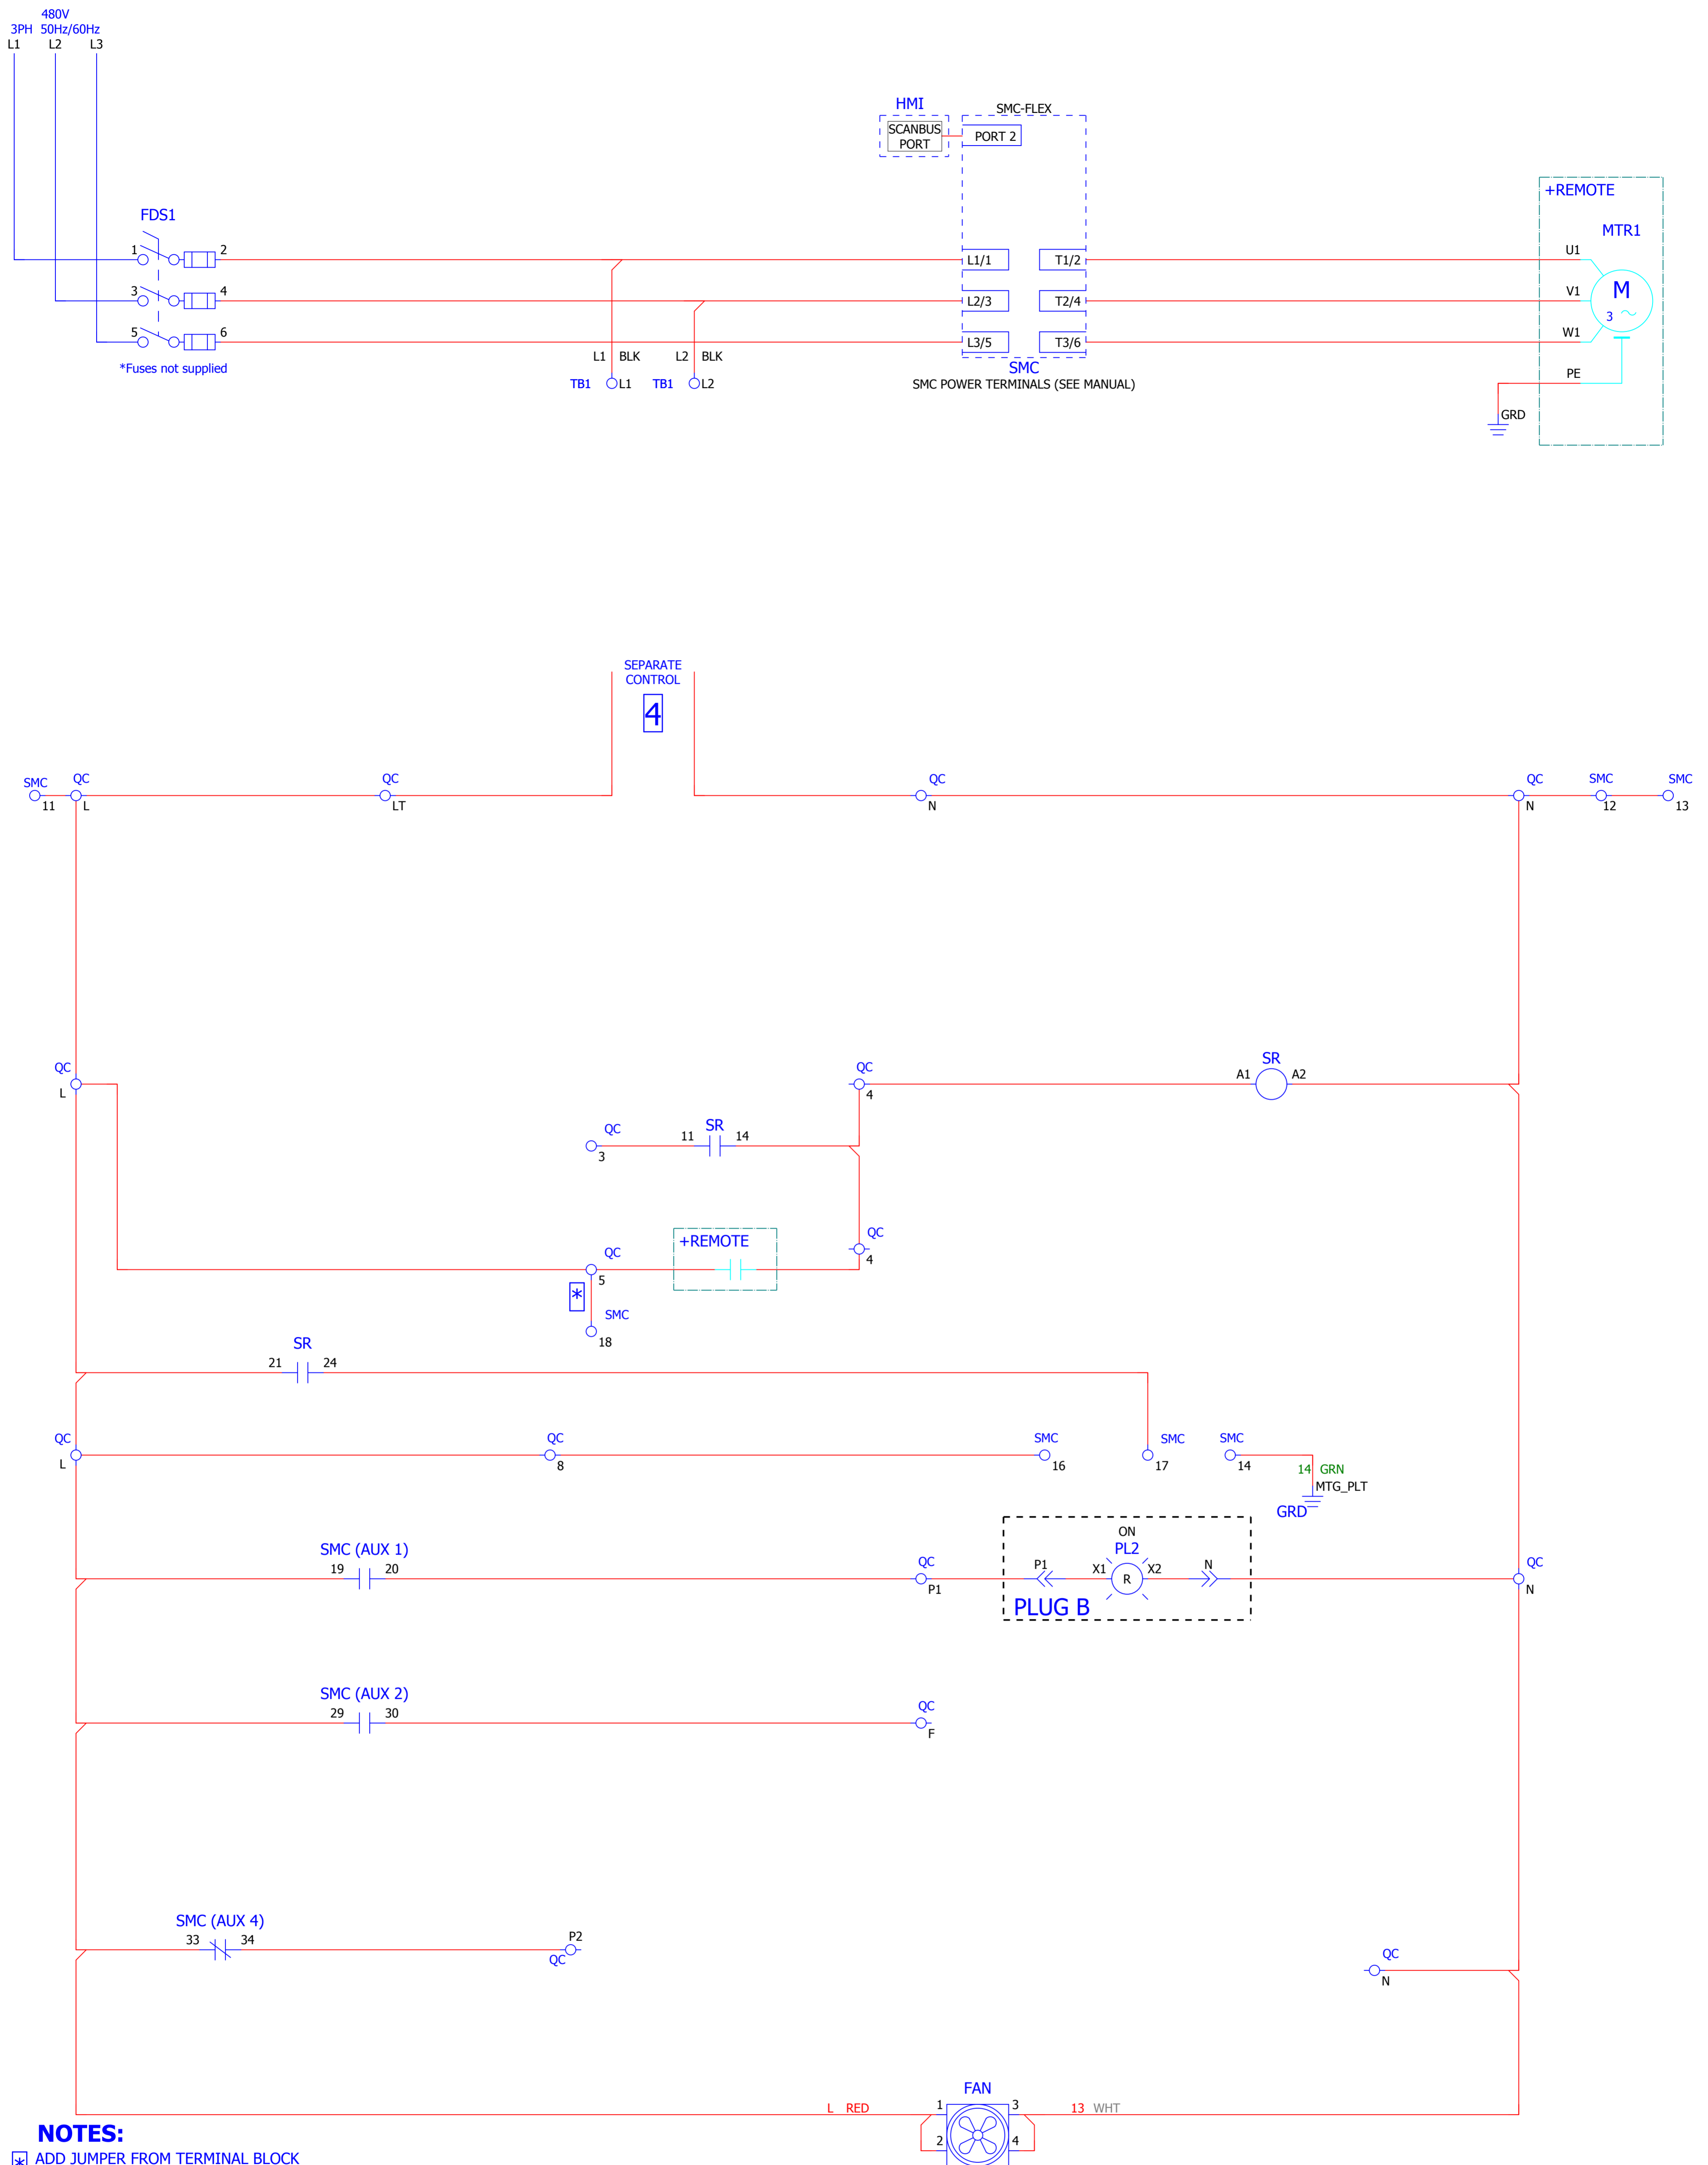 480V
3PH 50Hz/60Hz
L1 L2 L3
HMI
SMC-FLEX
SCANBUS
PORT
PORT 2
+REMOTE
MTR1
FDS1
1 2
L1/1 T1/2
U1
3 4
L2/3 T2/4
V1
M
3
5 6
L3/5 T3/6
W1
*Fuses not supplied
L1 BLK L2 BLK
SMC
SMC POWER TERMINALS (SEE MANUAL)
TB1 L1 TB1 L2
PE
GRD
SEPARATE
CONTROL
4
SMC QC QC QC QC SMC SMC
11 L LT N N 12 13
QC QC SR
L 4 A1 A2
QC SR
3 11 14
QC +REMOTE QC
5 4
*
SMC
18
SR
21 24
QC QC SMC SMC SMC
L 8 16 17 14
14 GRN
MTG_PLT
GRD
ON
SMC (AUX 1) QC PL2 QC
19 20 P1 P1 X1 R X2 N N
PLUG B
SMC (AUX 2) QC
29 30 F
SMC (AUX 4)
33 34 P2
QC
QC
N
FAN
L RED 1 3 13 WHT
2 4
NOTES:
* ADD JUMPER FROM TERMINAL BLOCK